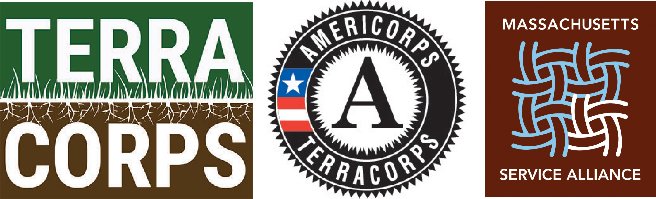 TERRA
CORPS
AMERICORPS
A
TERRACORPS
MASSACHUSETTS
SERVICE ALLIANCE